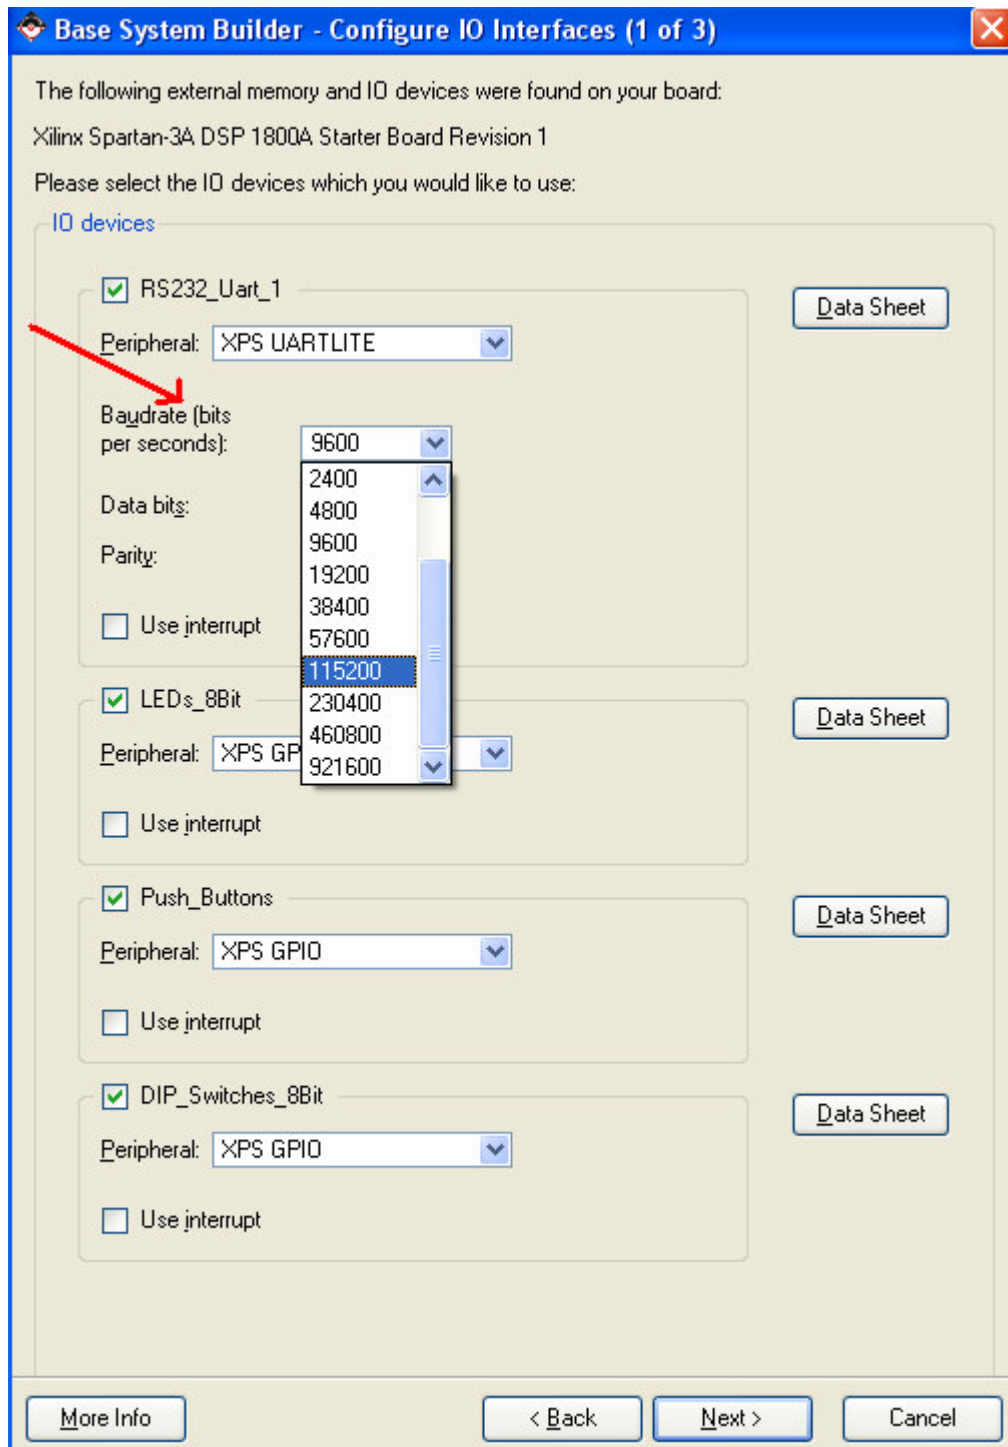 Base System Builder - Configure IO Interfaces (1 of 3)
The following external memory and IO devices were found on your board:
Xilinx Spartan-3A DSP 1800A Starter Board Revision 1
Please select the IO devices which you would like to use:
IO devices
RS232_Uart_1
Data Sheet
Peripheral: XPS UARTLITE
Baudrate (bits
per seconds):
9600
2400
4800
9600
19200
38400
57600
115200
230400
460800
921600
Data bits:
Parity:
Use interrupt
LEDs_8Bit
Data Sheet
Peripheral: XPS GP
Use interrupt
Push_Buttons
Data Sheet
Peripheral: XPS GPIO
Use interrupt
DIP_Switches_8Bit
Data Sheet
Peripheral: XPS GPIO
Use interrupt
More Info
< Back
Next >
Cancel